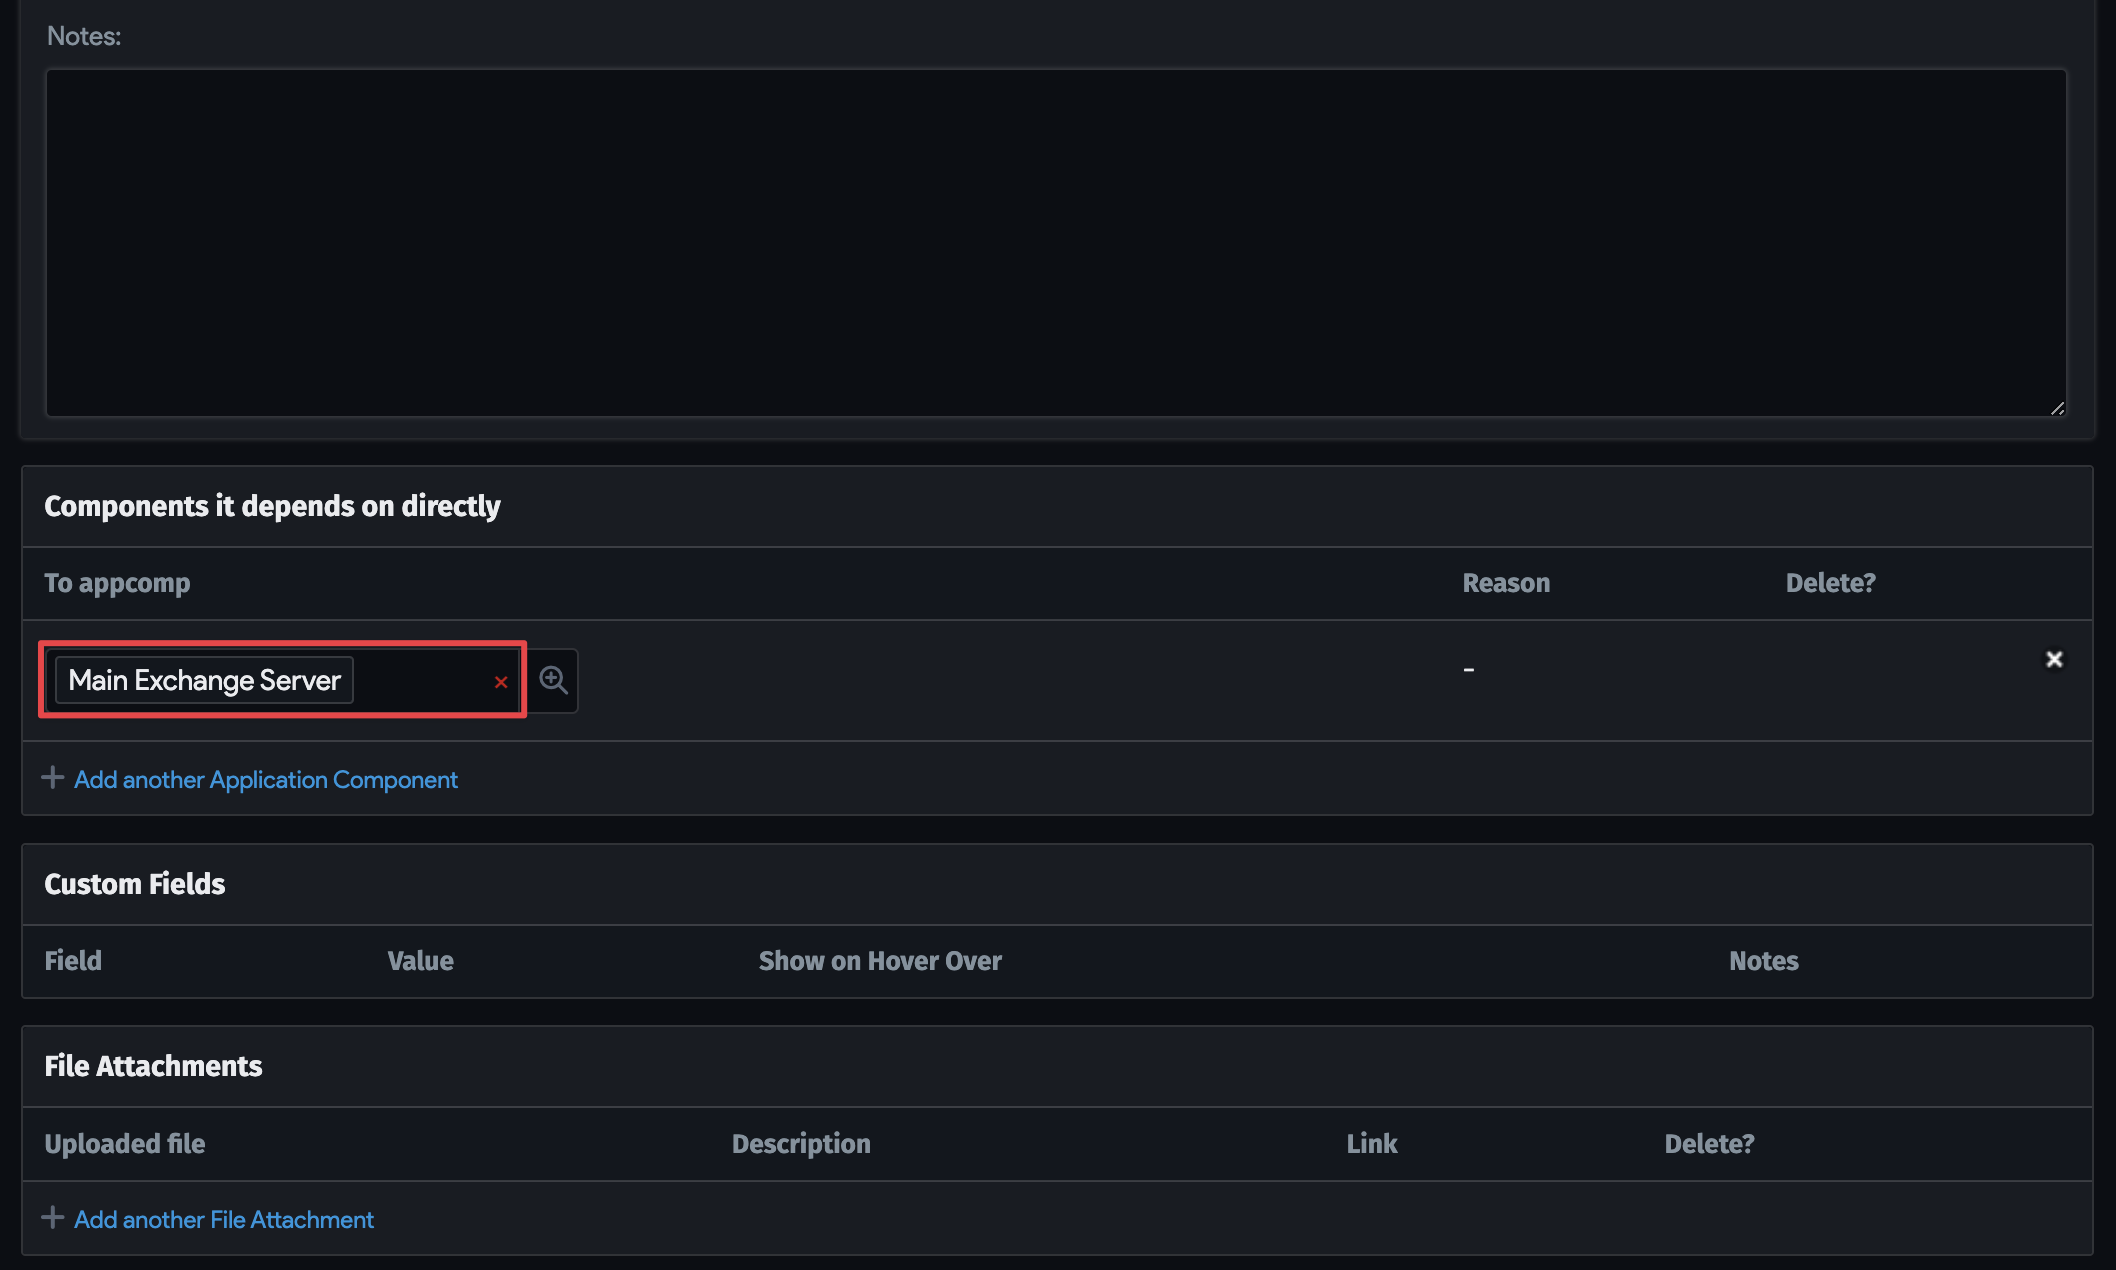 Notes:
Components it depends on directly
To appcomp Reason Delete?
Main Exchange Server × - ×
+ Add another Application Component
Custom Fields
Field Value Show on Hover Over Notes
File Attachments
Uploaded file Description Link Delete?
+ Add another File Attachment